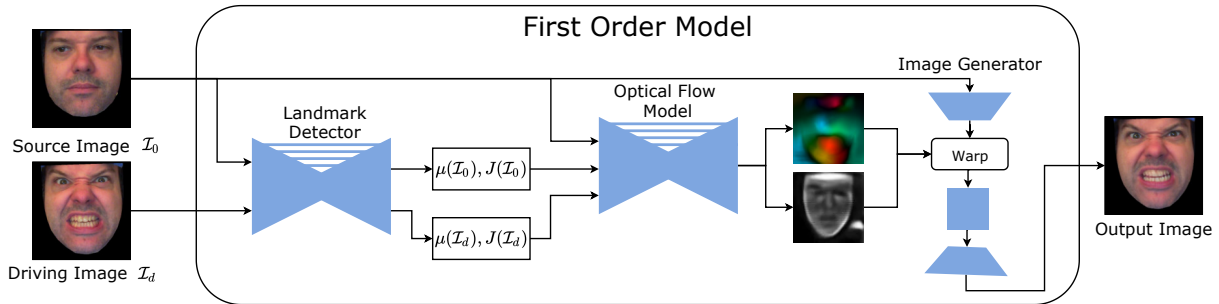 First Order Model
Source Image I₀
Driving Image I_d
Landmark
Detector
μ(I₀), J(I₀)
μ(I_d), J(I_d)
Optical Flow
Model
Image Generator
Warp
Output Image